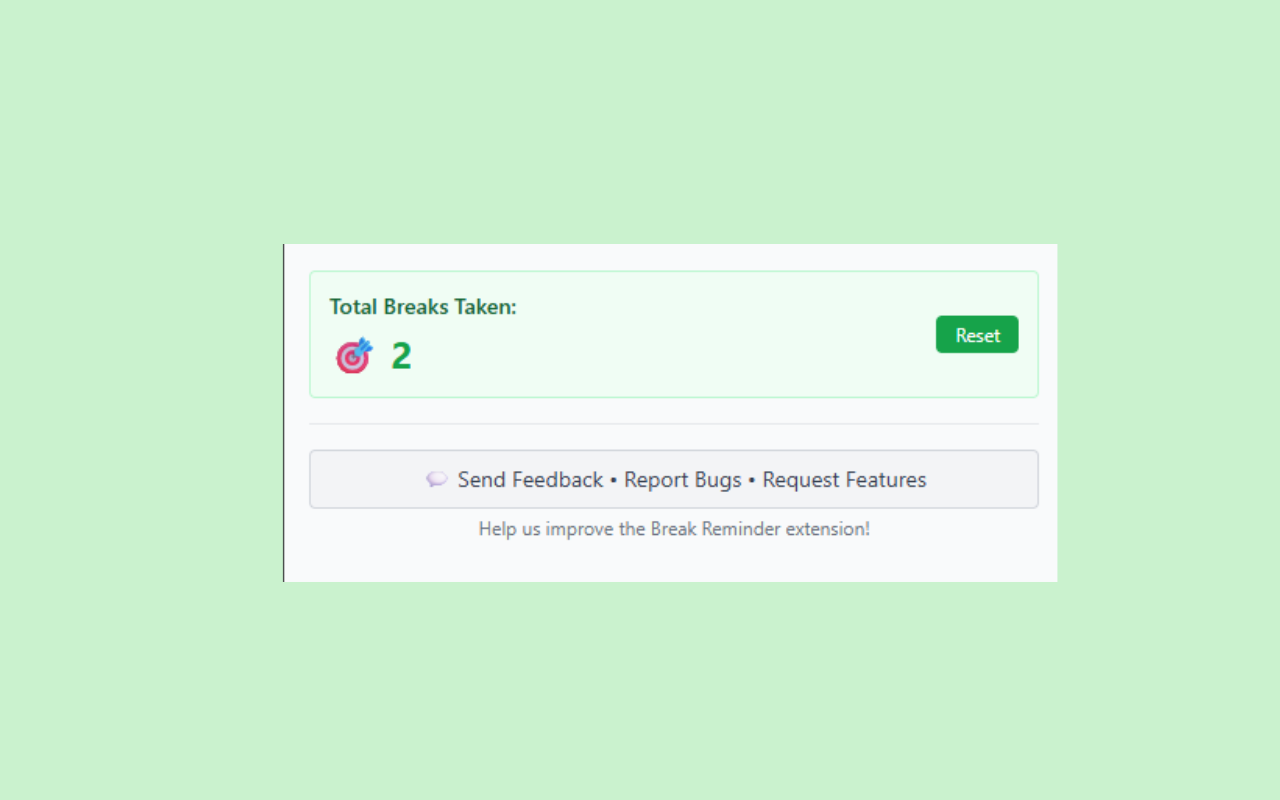 Total Breaks Taken:
🎯 2
Reset
💬 Send Feedback • Report Bugs • Request Features
Help us improve the Break Reminder extension!